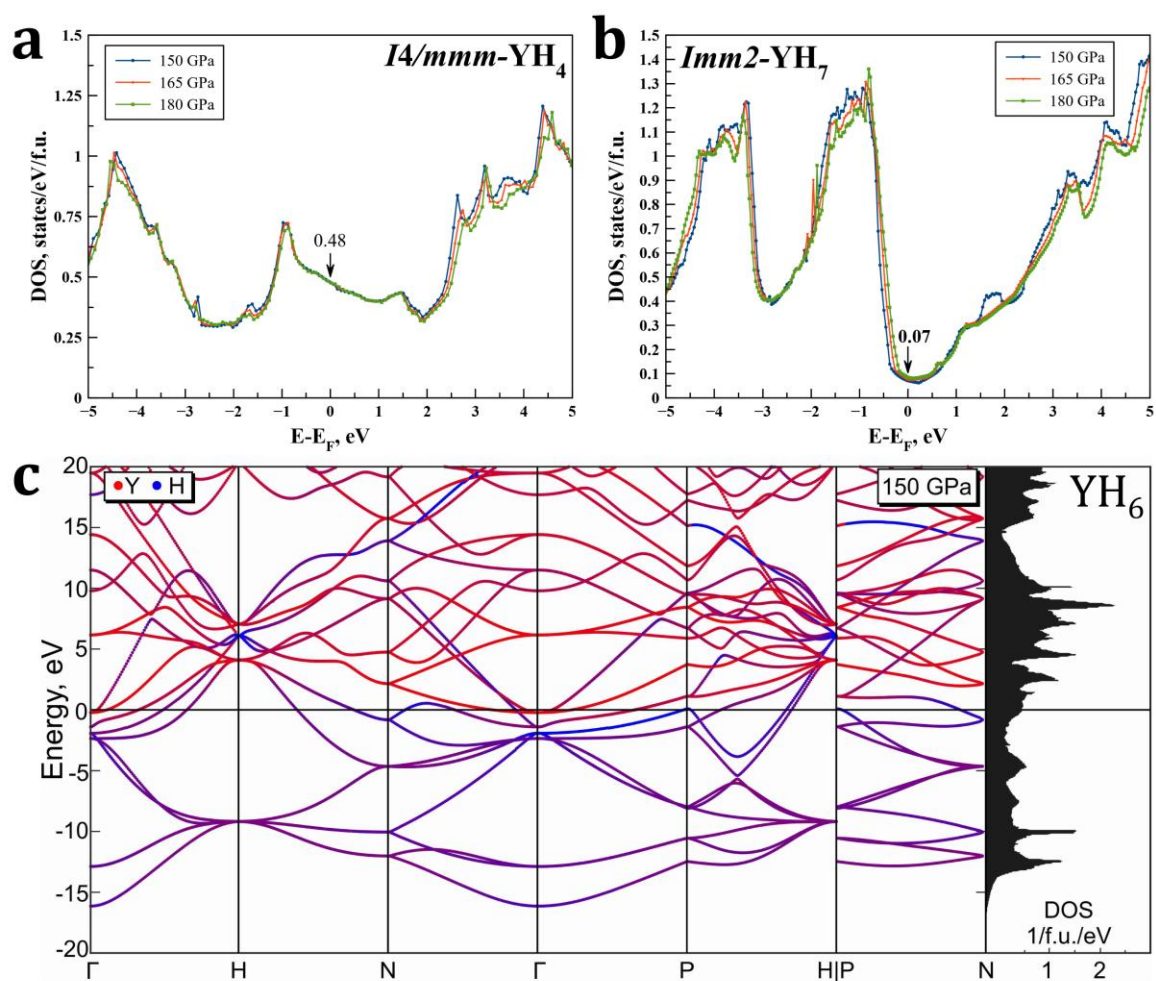 a
I4/mmm-YH4
150 GPa
165 GPa
180 GPa
DOS, states/eV/f.u.
1.5
1.25
1
0.75
0.5
0.25
0
0.48
−5 −4 −3 −2 −1 0 1 2 3 4 5
E-EF, eV
b
Imm2-YH7
150 GPa
165 GPa
180 GPa
DOS, states/eV/f.u.
1.5
1.4
1.3
1.2
1.1
1
0.9
0.8
0.7
0.6
0.5
0.4
0.3
0.2
0.1
0
0.07
−5 −4 −3 −2 −1 0 1 2 3 4 5
E-EF, eV
c
Y H
150 GPa
YH6
Energy, eV
20
15
10
5
0
-5
-10
-15
-20
DOS
1/f.u./eV
Γ H N Γ P H|P N 1 2